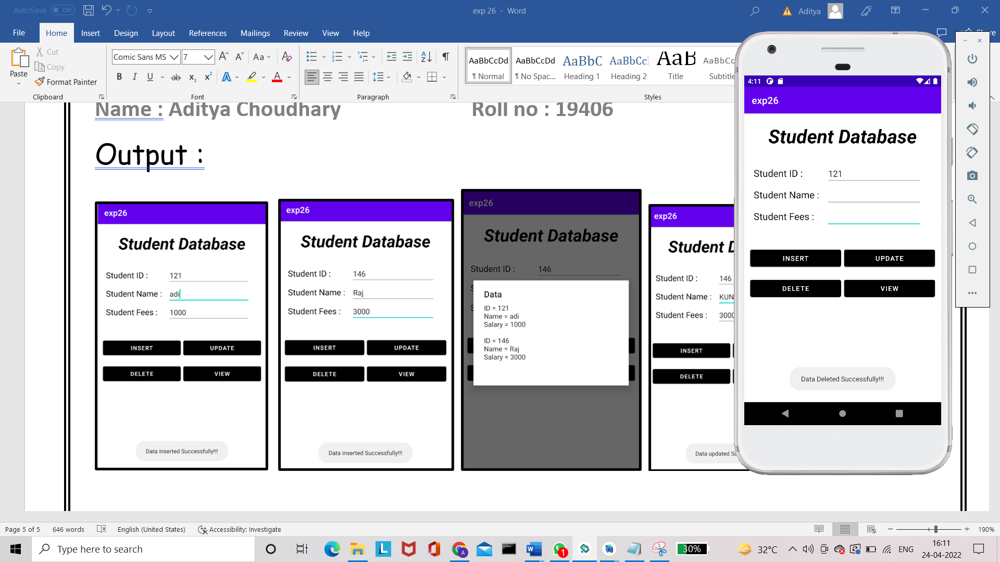 AutoSave Off
exp 26 - Word
Aditya
File Home Insert Design Layout References Mailings Review View Help
Paste
Cut
Copy
Format Painter
Clipboard
Comic Sans MS 7
Font
Paragraph
AaBbCcDd AaBbCcDd AaBbC AaBbCc AaB AaBbCc
¶ Normal ¶ No Spac... Heading 1 Heading 2 Title Subtitle
Styles
Name : Aditya Choudhary Roll no : 19406
Output :
exp26
Student Database
Student ID : 121
Student Name : adi
Student Fees : 1000
INSERT UPDATE
DELETE VIEW
Data inserted Successfully!!!
exp26
Student Database
Student ID : 146
Student Name : Raj
Student Fees : 3000
INSERT UPDATE
DELETE VIEW
Data inserted Successfully!!!
exp26
Student Database
Student ID : 146
Data
ID = 121
Name = adi
Salary = 1000
ID = 146
Name = Raj
Salary = 3000
exp26
Student
Student ID : 146
Student Name : KUN
Student Fees : 3000
INSERT
DELETE
Data updated
4:11
exp26
Student Database
Student ID : 121
Student Name :
Student Fees :
INSERT UPDATE
DELETE VIEW
Data Deleted Successfully!!!
Page 5 of 5 646 words English (United States) Accessibility: Investigate 190%
Type here to search
30%
32°C
ENG
16:11
24-04-2022